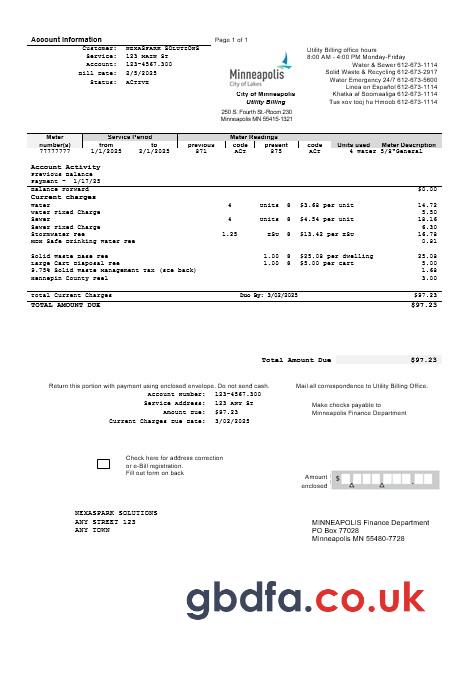 Account Information Page 1 of 1
Customer: NEXASPARK SOLUTIONS
Service: 123 MAIN St
Account: 123-4567.300
Bill Date: 2/5/2025
Status: Active
Minneapolis
City of Lakes
City of Minneapolis
Utility Billing
250 S. Fourth St.-Room 230
Minneapolis MN 55415-1321
Utility Billing office hours
8:00 AM - 4:00 PM Monday-Friday
Water & Sewer 612-673-1114
Solid Waste & Recycling 612-673-2917
Water Emergency 24/7 612-673-5600
Linea en Español 612-673-1114
Khatka af Soomaaliga 612-673-1114
Tus xov tooj hu Hmoob 612-673-1114
Meter Service Period Meter Readings
number(s) from to previous code present code Units used Meter Description
77777777 1/1/2025 2/1/2025 871 ACT 875 ACT 4 Water 5/8"General
Account Activity
Previous Balance
Payment - 1/17/25
Balance Forward $0.00
Current Charges
Water 4 Units @ $3.68 per unit 14.72
Water Fixed Charge 5.50
Sewer 4 Units @ $4.54 per unit 18.16
Sewer Fixed Charge 6.30
Stormwater Fee 1.25 ESU @ $13.42 per ESU 16.78
MDH Safe Drinking Water Fee 0.81
Solid Waste Base Fee 1.00 @ $25.08 per dwelling 25.08
Large Cart Disposal Fee 1.00 @ $5.00 per cart 5.00
9.75% Solid Waste Management Tax (see back) 1.68
Hennepin County Fee 3.00
Total Current Charges Due By: 3/02/2025 $97.23
TOTAL AMOUNT DUE $97.23
Total Amount Due $97.23
Return this portion with payment using enclosed envelope. Do not send cash. Mail all correspondence to Utility Billing Office.
Account Number: 123-4567.300
Service Address: 123 ANY St
Amount Due: $97.23
Current Charges Due Date: 3/02/2025
Make checks payable to
Minneapolis Finance Department
Check here for address correction
or e-Bill registration.
Fill out form on back
Amount
enclosed
$
NEXASPARK SOLUTIONS
ANY STREET 123
ANY TOWN
MINNEAPOLIS Finance Department
PO Box 77028
Minneapolis MN 55480-7728
gbdfa.co.uk